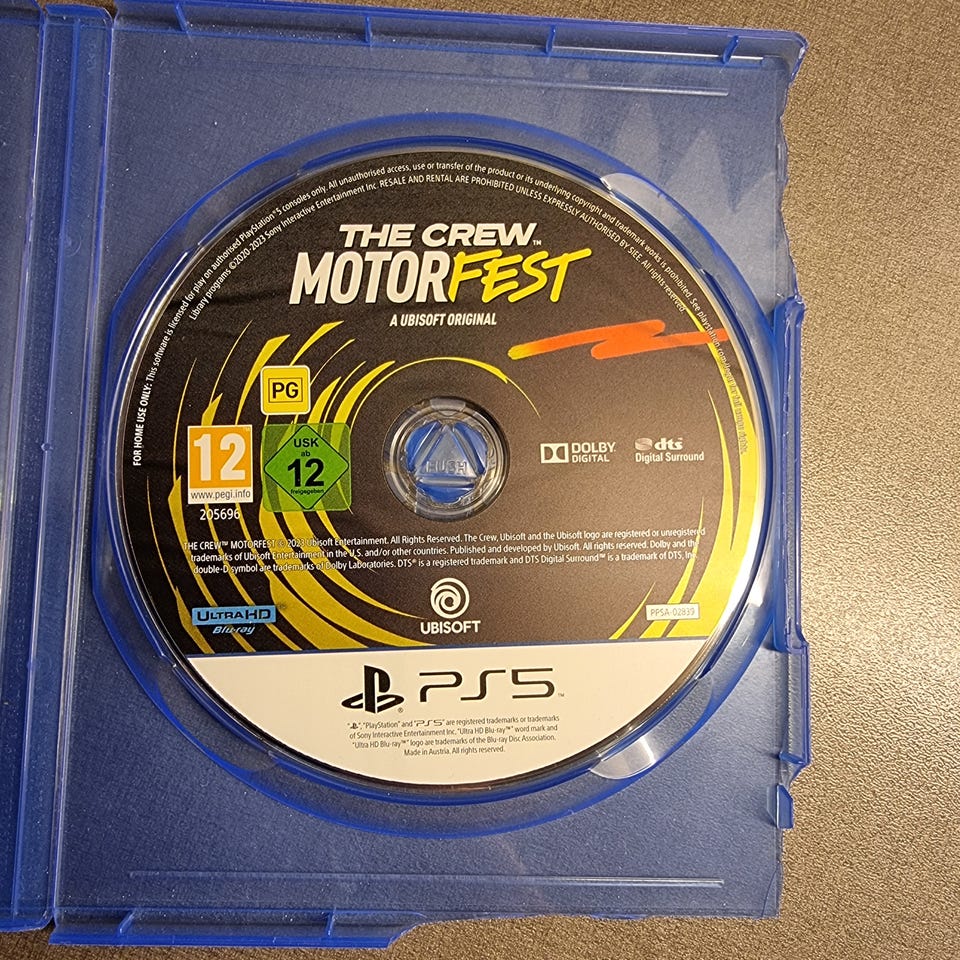 FOR HOME USE ONLY: This software is licensed for play on authorised PlayStation®5 consoles only. All unauthorised access, use or transfer of the product or its underlying copyright and trademark works is prohibited. See playstation.com/
Library programs ©2020-2023 Sony Interactive Entertainment Inc. RESALE AND RENTAL ARE PROHIBITED UNLESS EXPRESSLY AUTHORISED BY SIEE. All rights reserved.
THE CREW™
MOTORFEST
A UBISOFT ORIGINAL
PG
12
www.pegi.info
USK
ab
12
freigegeben
205696
PUSH
DOLBY
DIGITAL
dts
Digital Surround
THE CREW™ MOTORFEST © 2023 Ubisoft Entertainment. All Rights Reserved. The Crew, Ubisoft and the Ubisoft logo are registered or unregistered
trademarks of Ubisoft Entertainment in the U.S. and/or other countries. Published and developed by Ubisoft. All rights reserved. Dolby and the
double-D symbol are trademarks of Dolby Laboratories. DTS® is a registered trademark and DTS Digital Surround™ is a trademark of DTS, Inc.
ULTRA HD
Blu-ray
UBISOFT
PPSA-02839
PS5™
"PlayStation" and "PS5" are registered trademarks or trademarks
of Sony Interactive Entertainment Inc. "Ultra HD Blu-ray™" word mark and
"Ultra HD Blu-ray™" logo are trademarks of the Blu-ray Disc Association.
Made in Austria. All rights reserved.